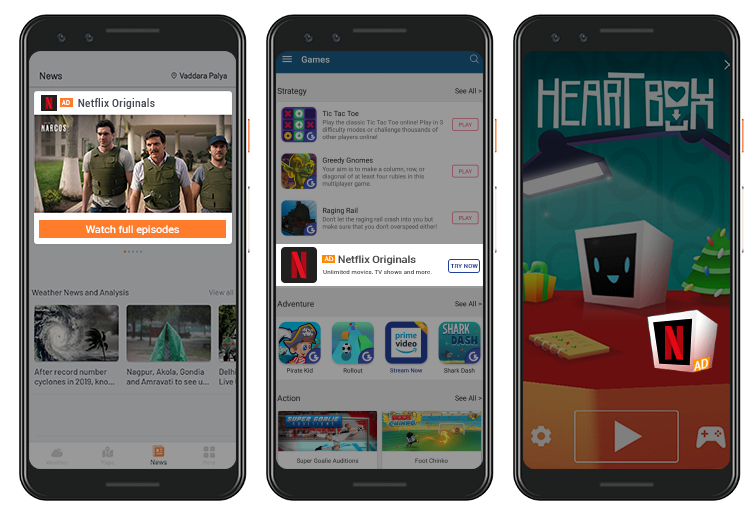 News
Vaddara Palya
N AD Netflix Originals
NARCOS
Watch full episodes
Weather News and Analysis
View all
After record number
cyclones in 2019, kno...
Nagpur, Akola, Gondia
and Amravati to see u...
Delhi
Live
Weather
News
More
Games
Strategy
See All >
Tic Tac Toe
Play the classic Tic Tac Toe online! Play in 3
difficulty modes or challenge thousands of
other players online!
PLAY
Greedy Gnomes
Your aim is to make a column, row, or
diagonal of at least four rubies in this
multiplayer game.
PLAY
Raging Rail
Don't let the raging rail crash into you but
make sure that you don't overspeed either!
PLAY
N
AD Netflix Originals
Unlimited movies. TV shows and more.
TRY NOW
Adventure
See All >
prime
video
SHARK
DASH
Pirate Kid
Rollout
Stream Now
Shark Dash
Action
See All >
SUPER GOALIE
AUDITIONS
FOOT
CHINKO
Super Goalie Auditions
Foot Chinko
HEART BOX
N
AD